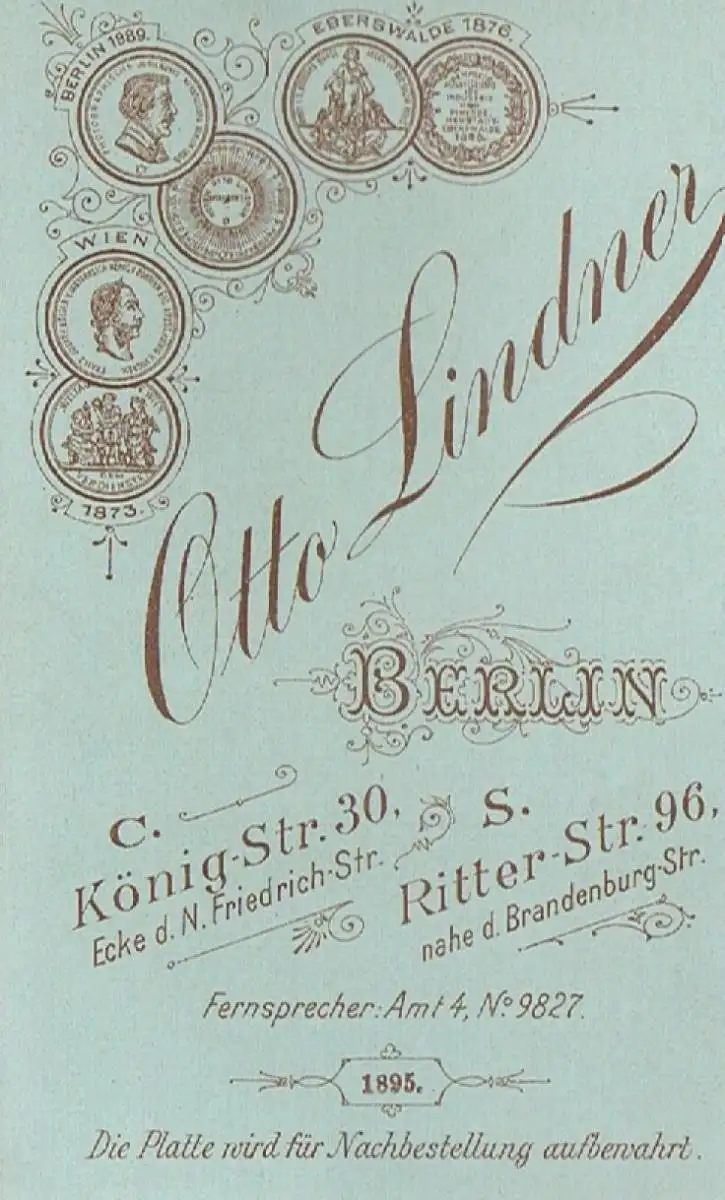 BERLIN 1889.
EBERSWALDE 1876.
WIEN
VERDIENSTE
1873.
Otto Lindner
BERLIN
C.
König-Str. 30,
Ecke d. N. Friedrich-Str.
S.
Ritter-Str. 96,
nahe d. Brandenburg-Str.
Fernsprecher: Amt 4, No. 9827.
1895.
Die Platte wird für Nachbestellung aufbewahrt.